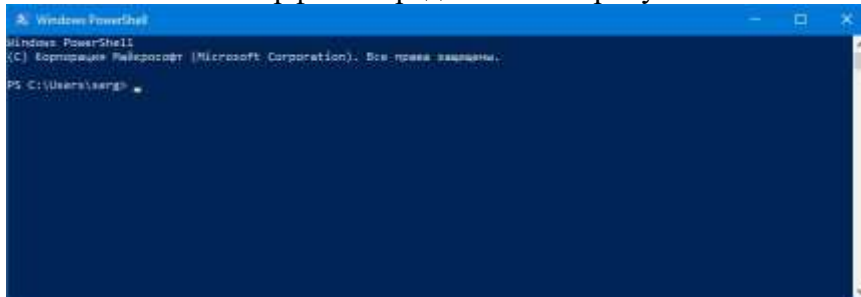 Windows PowerShell
Windows PowerShell
(C) Корпорация Майкрософт (Microsoft Corporation). Все права защищены.
PS C:\Users\serg>